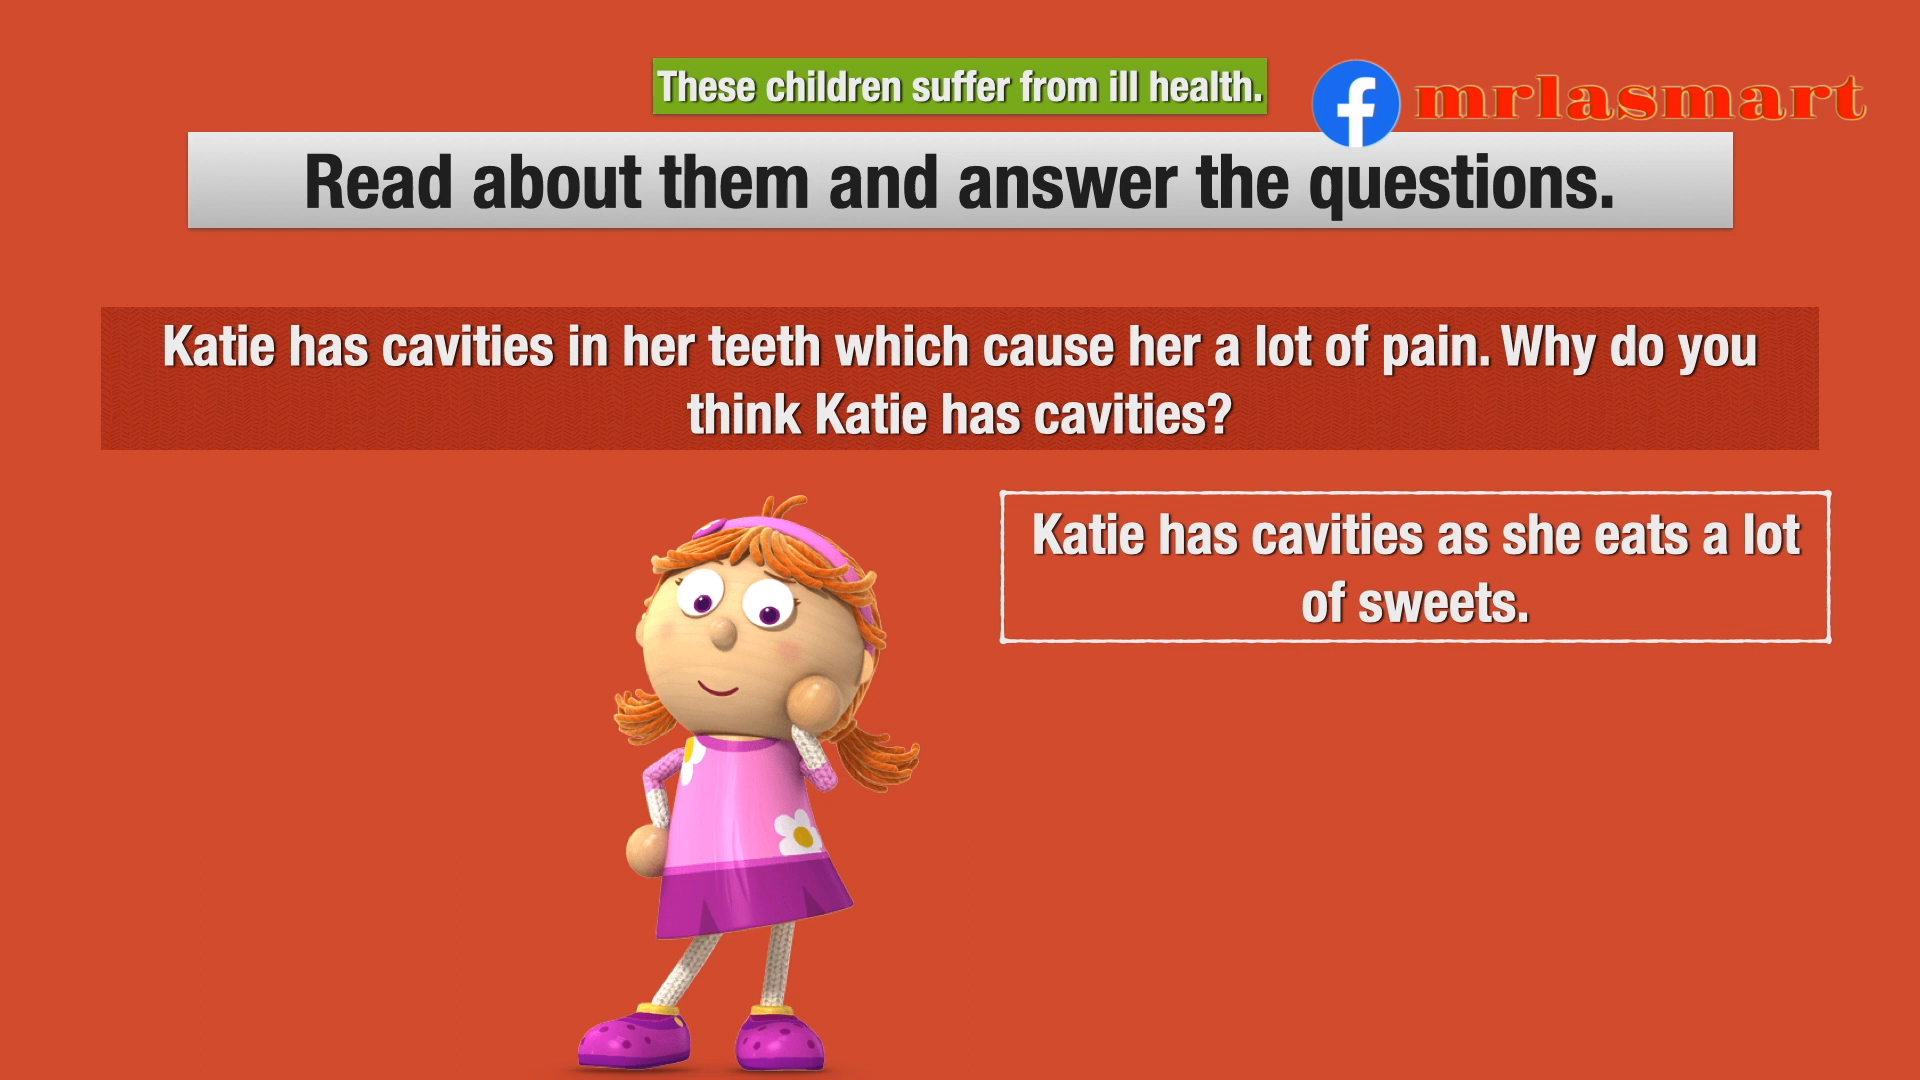 These children suffer from ill health.
mrlasmart
Read about them and answer the questions.
Katie has cavities in her teeth which cause her a lot of pain. Why do you
think Katie has cavities?
Katie has cavities as she eats a lot
of sweets.